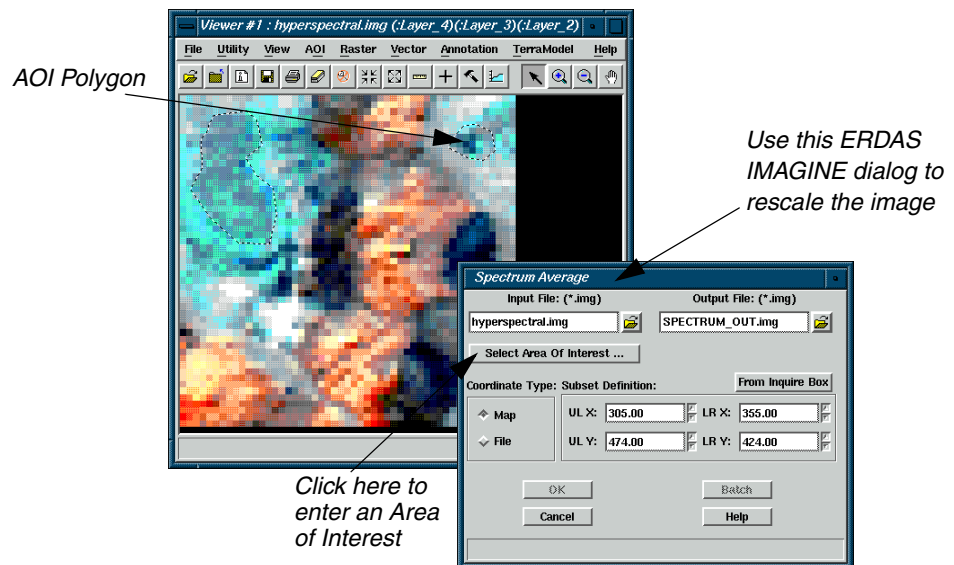 Viewer #1 : hyperspectral.img (:Layer_4)(:Layer_3)(:Layer_2)
File Utility View AOI Raster Vector Annotation TerraModel Help
AOI Polygon
Use this ERDAS
IMAGINE dialog to
rescale the image
Spectrum Average
Input File: (*.img) Output File: (*.img)
hyperspectral.img SPECTRUM_OUT.img
Select Area Of Interest ...
From Inquire Box
Coordinate Type: Subset Definition:
Map UL X: 305.00 LR X: 355.00
File UL Y: 474.00 LR Y: 424.00
OK Batch
Cancel Help
Click here to
enter an Area
of Interest